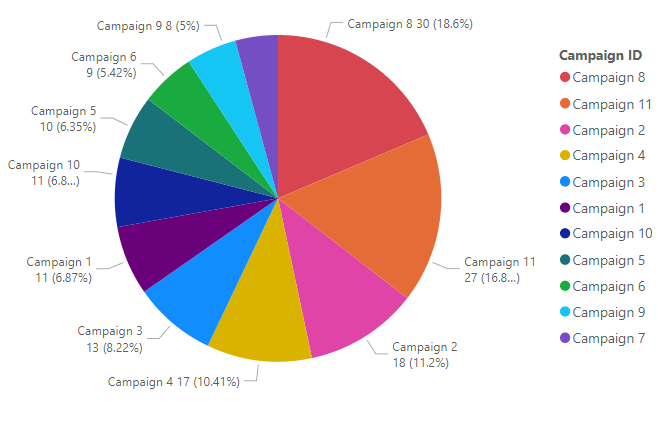 Campaign 9 8 (5%)
Campaign 8 30 (18.6%)
Campaign 6
9 (5.42%)
Campaign 5
10 (6.35%)
Campaign 10
11 (6.8...)
Campaign 1
11 (6.87%)
Campaign 3
13 (8.22%)
Campaign 4 17 (10.41%)
Campaign 2
18 (11.2%)
Campaign 11
27 (16.8...)
Campaign ID
Campaign 8
Campaign 11
Campaign 2
Campaign 4
Campaign 3
Campaign 1
Campaign 10
Campaign 5
Campaign 6
Campaign 9
Campaign 7